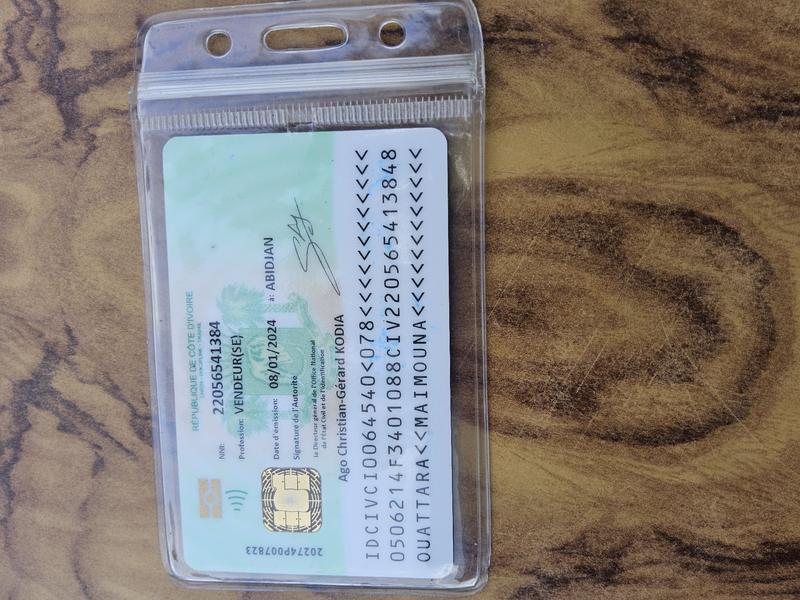 RÉPUBLIQUE DE CÔTE D'IVOIRE
NNI:
22056541384
Profession: VENDEUR(SE)
Date d'émission: 08/01/2024 à: ABIDJAN
Signature de l'Autorité
le Directeur général de l'Office National
de l'État Civil et de l'Identification
Ago Christian-Gérard KODIA
20274P007823
IDCIVCI0064540<078<<<<<<<<<<<<
0506214F3401088CIV220565413848
OUATTARA<<MAIMOUNA<<<<<<<<<<<<